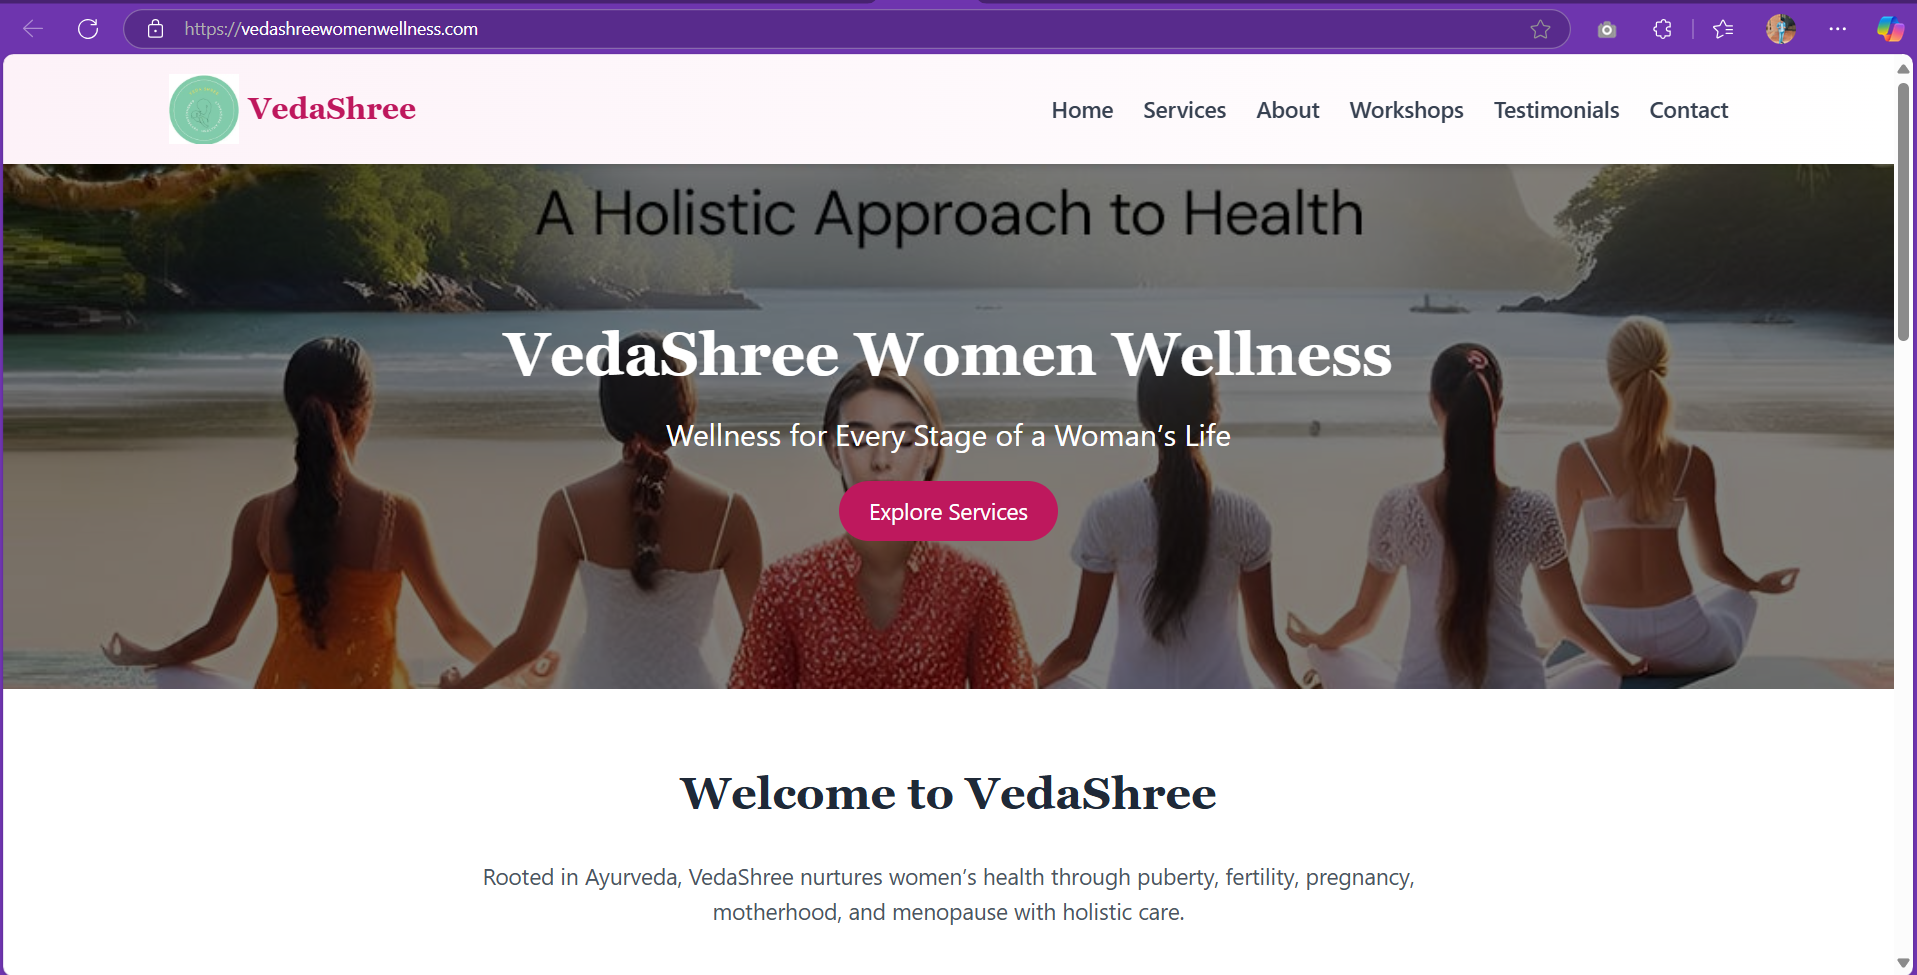 https://vedashreewomenwellness.com
VedaShree
Home Services About Workshops Testimonials Contact
A Holistic Approach to Health
VedaShree Women Wellness
Wellness for Every Stage of a Woman’s Life
Explore Services
Welcome to VedaShree
Rooted in Ayurveda, VedaShree nurtures women’s health through puberty, fertility, pregnancy,
motherhood, and menopause with holistic care.